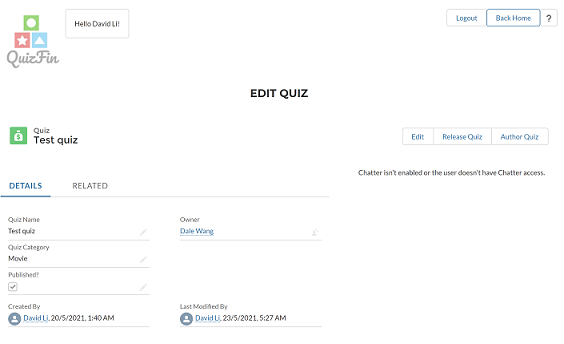 Hello David Li!
Logout
Back Home
?
QuizFin
EDIT QUIZ
Quiz
Test quiz
Edit
Release Quiz
Author Quiz
Chatter isn't enabled or the user doesn't have Chatter access.
DETAILS
RELATED
Quiz Name
Test quiz
Owner
Dale Wang
Quiz Category
Movie
Published?
Created By
David Li, 20/5/2021, 1:40 AM
Last Modified By
David Li, 23/5/2021, 5:27 AM